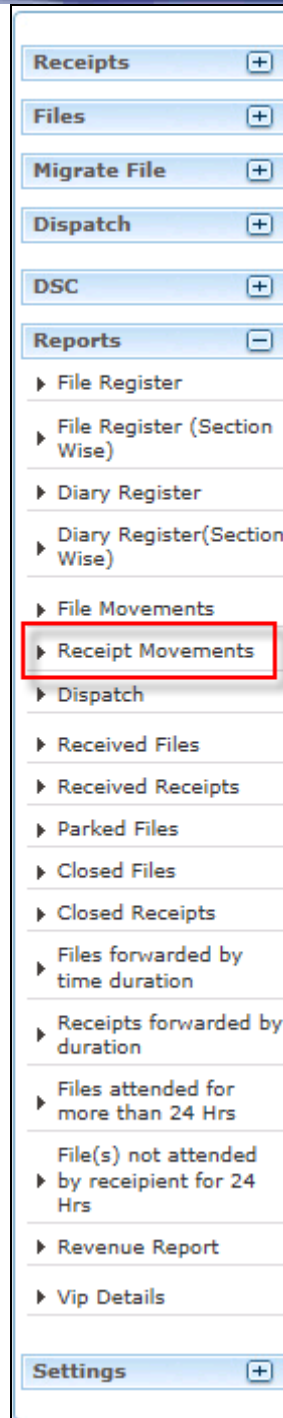 Receipts
Files
Migrate File
Dispatch
DSC
Reports
File Register
File Register (Section
Wise)
Diary Register
Diary Register(Section
Wise)
File Movements
Receipt Movements
Dispatch
Received Files
Received Receipts
Parked Files
Closed Files
Closed Receipts
Files forwarded by
time duration
Receipts forwarded by
duration
Files attended for
more than 24 Hrs
File(s) not attended
by receipient for 24
Hrs
Revenue Report
Vip Details
Settings